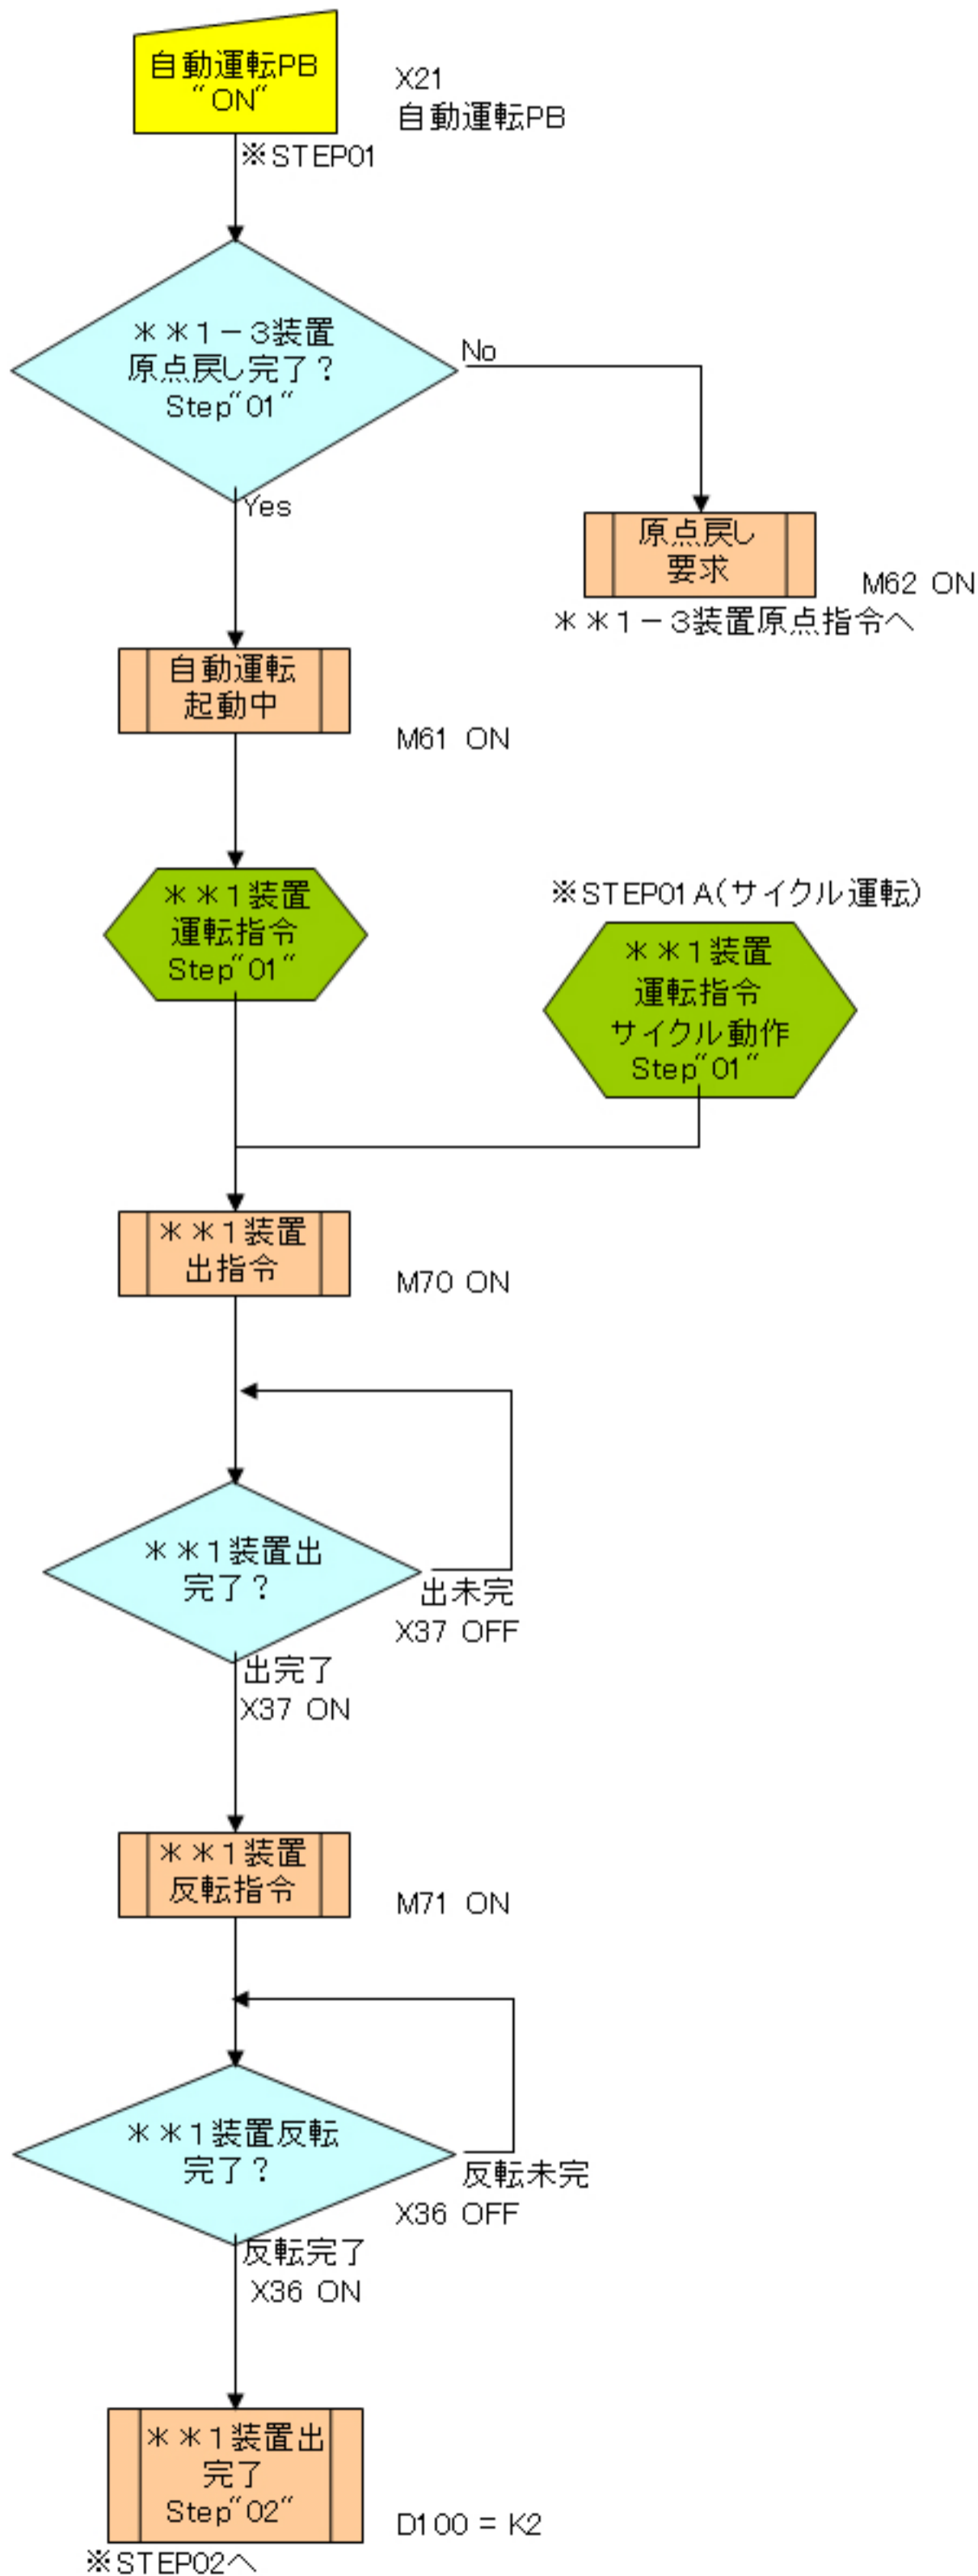 自動運転PB
“ON“
X21
自動運転PB
※STEP01
＊＊１－３装置
原点戻し完了？
Step“01“
No
Yes
原点戻し
要求
M62 ON
＊＊１－３装置原点指令へ
自動運転
起動中
M61 ON
＊＊１装置
運転指令
Step“01“
※STEP01A(サイクル運転)
＊＊１装置
運転指令
サイクル動作
Step“01“
＊＊１装置
出指令
M70 ON
＊＊１装置出
完了？
出未完
X37 OFF
出完了
X37 ON
＊＊１装置
反転指令
M71 ON
＊＊１装置反転
完了？
反転未完
X36 OFF
反転完了
X36 ON
＊＊１装置出
完了
Step“02“
D100 = K2
※STEP02へ